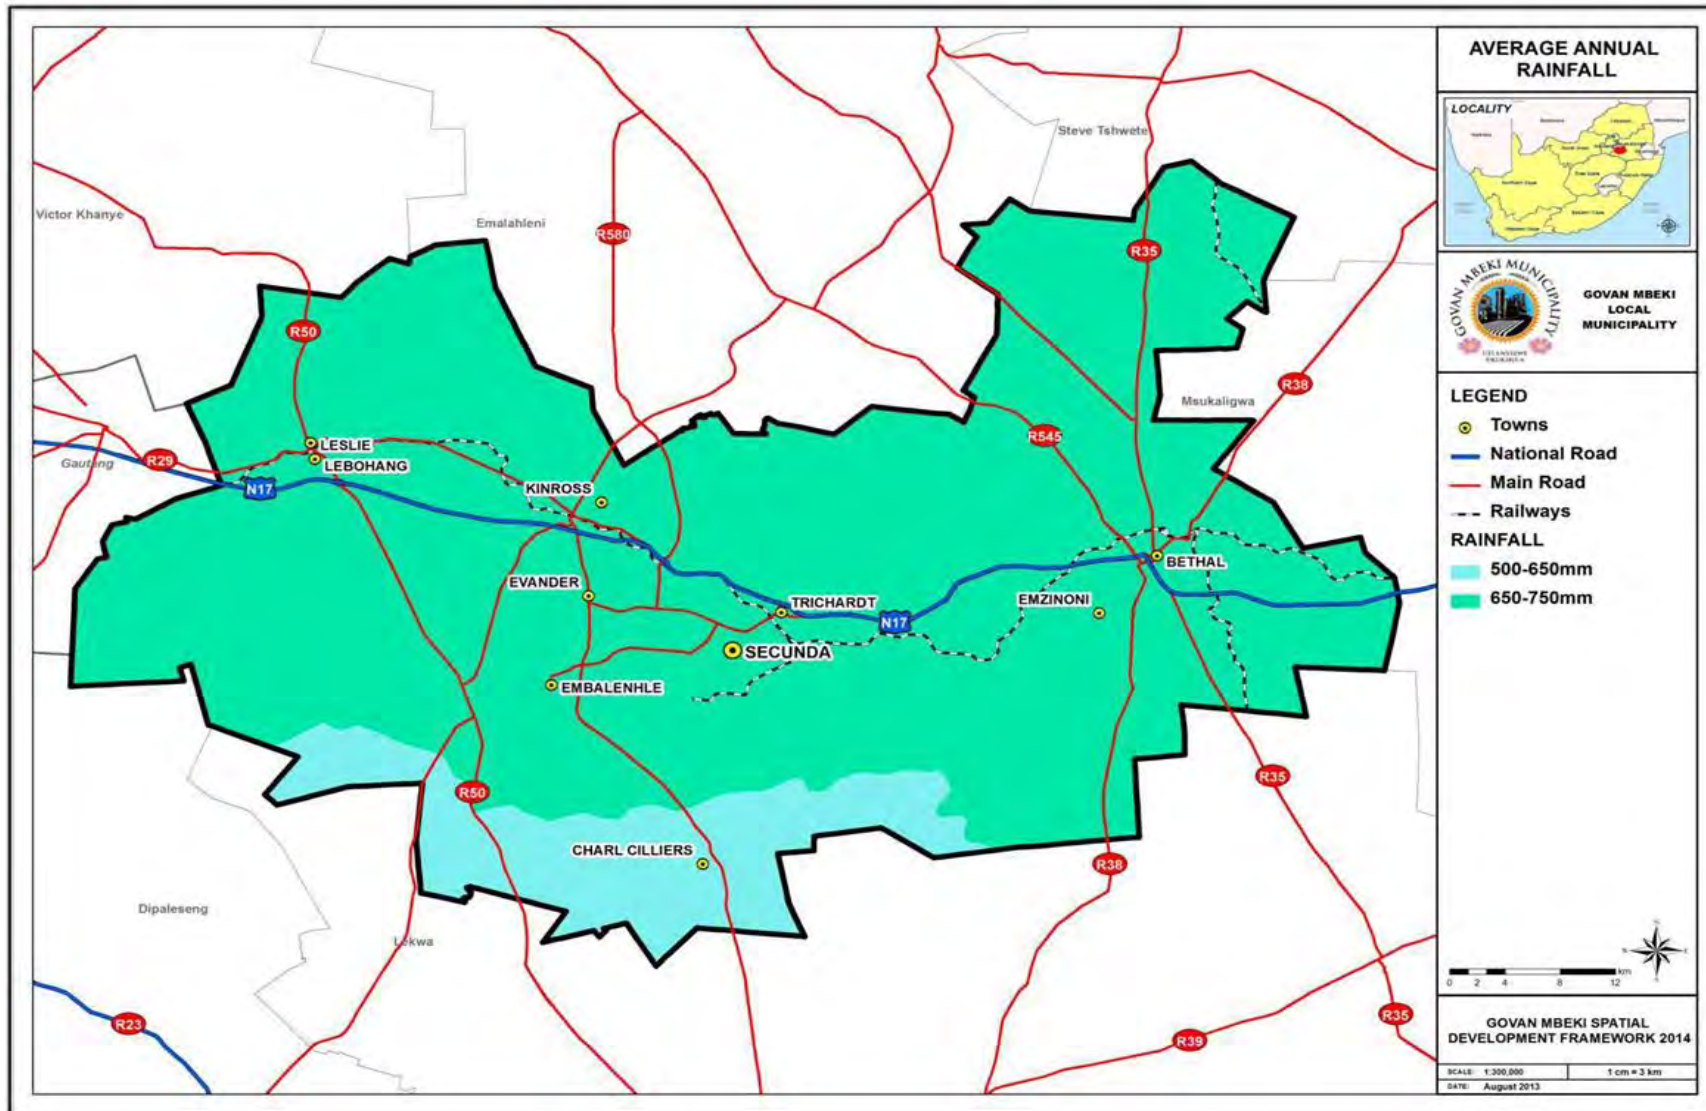 AVERAGE ANNUAL
RAINFALL
LOCALITY
GOVAN MBEKI MUNICIPALITY
GOVAN MBEKI
LOCAL
MUNICIPALITY
LEGEND
Towns
National Road
Main Road
Railways
RAINFALL
500-650mm
650-750mm
km
0 2 4 8 12
GOVAN MBEKI SPATIAL
DEVELOPMENT FRAMEWORK 2014
SCALE: 1:300,000 1 cm = 3 km
DATE: August 2013
Steve Tshwete
Victor Khanye
Emalahleni
R580
R35
R50
R38
Msukaligwa
R545
LESLIE
LEBOHANG
R29
Gauteng
N17
KINROSS
BETHAL
EVANDER
TRICHARDT
EMZINONI
N17
SECUNDA
EMBALENHLE
R50
R35
CHARL CILLIERS
R38
Dipaleseng
Lekwa
R23
R35
R39